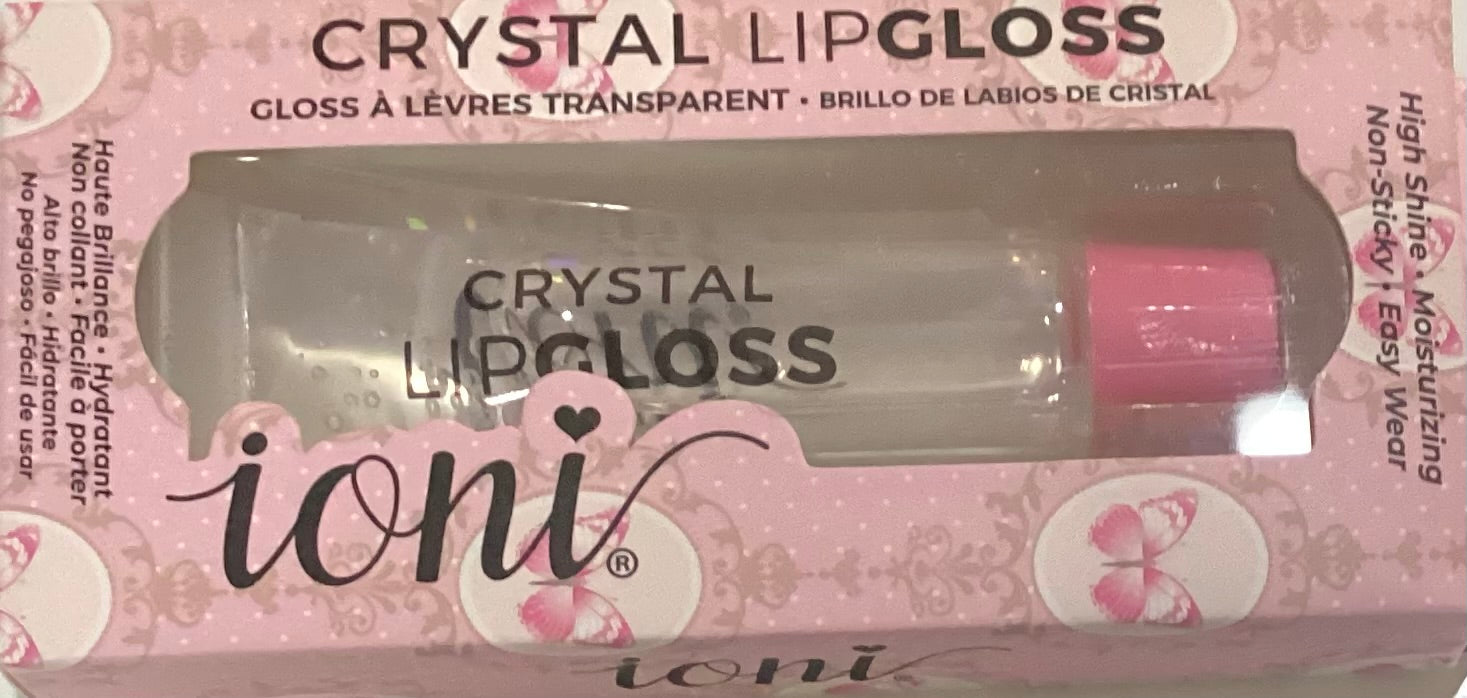 CRYSTAL LIPGLOSS
GLOSS À LÈVRES TRANSPARENT • BRILLO DE LABIOS DE CRISTAL
Haute Brillance • Hydratant
Non collant • Facile à porter
Alto brillo • Hidratante
No pegajoso • Fácil de usar
CRYSTAL
LIPGLOSS
ioni®
High Shine • Moisturizing
Non-Sticky • Easy Wear
ioni